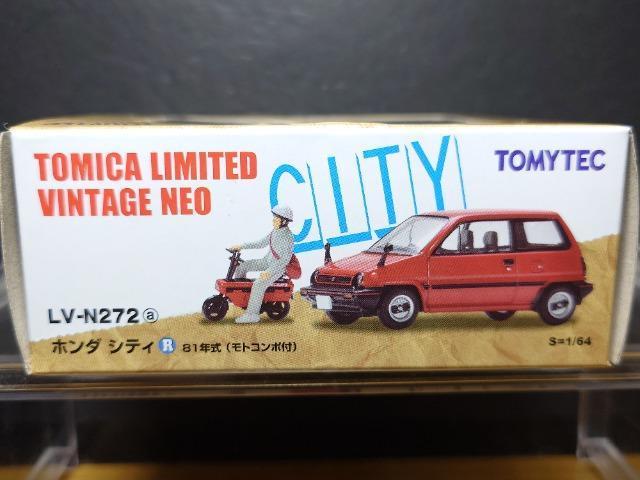 TOMICA LIMITED
VINTAGE NEO
CITY
TOMYTEC
LV-N272ⓐ
ホンダ シティ R 81年式 (モトコンポ付)
S=1/64